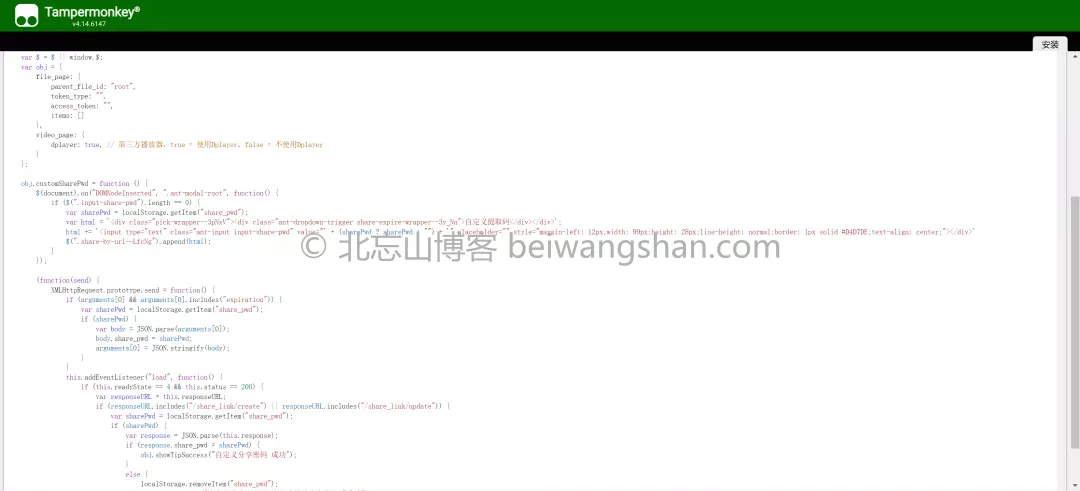 Tampermonkey®
v4.14.6147
安装
var $ = $ || window.$;
var obj = {
file_page: {
parent_file_id: "root",
token_type: "",
access_token: "",
items: []
},
video_page: {
dplayer: true, // 第三方播放器，true = 使用Dplayer，false = 不使用Dplayer
}
};
obj.customSharePwd = function () {
$(document).on("DOMNodeInserted", ".ant-modal-root", function() {
if ($(".input-share-pwd").length == 0) {
var sharePwd = localStorage.getItem("share_pwd");
var html = '<div class="pick-wrapper--3pNxV"><div class="ant-dropdown-trigger share-expire-wrapper--3y_Nn">自定义提取码</div></div>';
html += '<input type="text" class="ant-input input-share-pwd" value="' + (sharePwd ? sharePwd : "") + '" placeholder="" style="margin-left: 12px;width: 99px;height: 28px;line-height: normal;border: 1px solid #D4D7DE;text-align: center;"></div>'
$(".share-by-url--LfcNg").append(html);
}
});
© 北忘山博客 beiwangshan.com
(function(send) {
XMLHttpRequest.prototype.send = function() {
if (arguments[0] && arguments[0].includes("expiration")) {
var sharePwd = localStorage.getItem("share_pwd");
if (sharePwd) {
var body = JSON.parse(arguments[0]);
body.share_pwd = sharePwd;
arguments[0] = JSON.stringify(body);
}
}
this.addEventListener("load", function() {
if (this.readyState == 4 && this.status == 200) {
var responseURL = this.responseURL;
if (responseURL.includes("/share_link/create") || responseURL.includes("/share_link/update")) {
var sharePwd = localStorage.getItem("share_pwd");
if (sharePwd) {
var response = JSON.parse(this.response);
if (response.share_pwd = sharePwd) {
obj.showTipSuccess("自定义分享密码 成功");
}
else {
localStorage.removeItem("share_pwd");